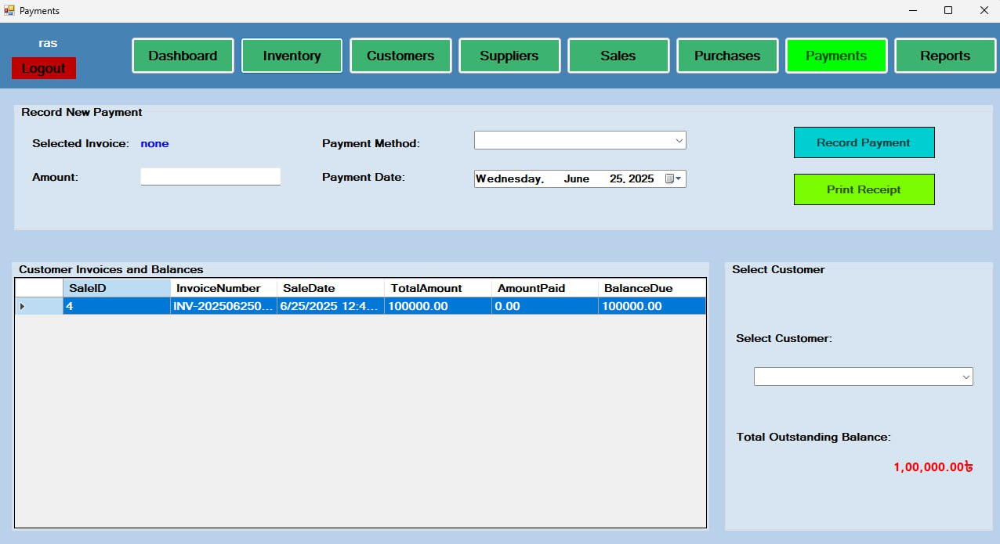 Payments
ras
Logout
Dashboard Inventory Customers Suppliers Sales Purchases Payments Reports
Record New Payment
Selected Invoice: none Payment Method: Record Payment
Amount: Payment Date: Wednesday, June 25, 2025
Print Receipt
Customer Invoices and Balances
SaleID InvoiceNumber SaleDate TotalAmount AmountPaid BalanceDue
4 INV-202506250... 6/25/2025 12:4... 100000.00 0.00 100000.00
Select Customer
Select Customer:
Total Outstanding Balance:
1,00,000.00৳